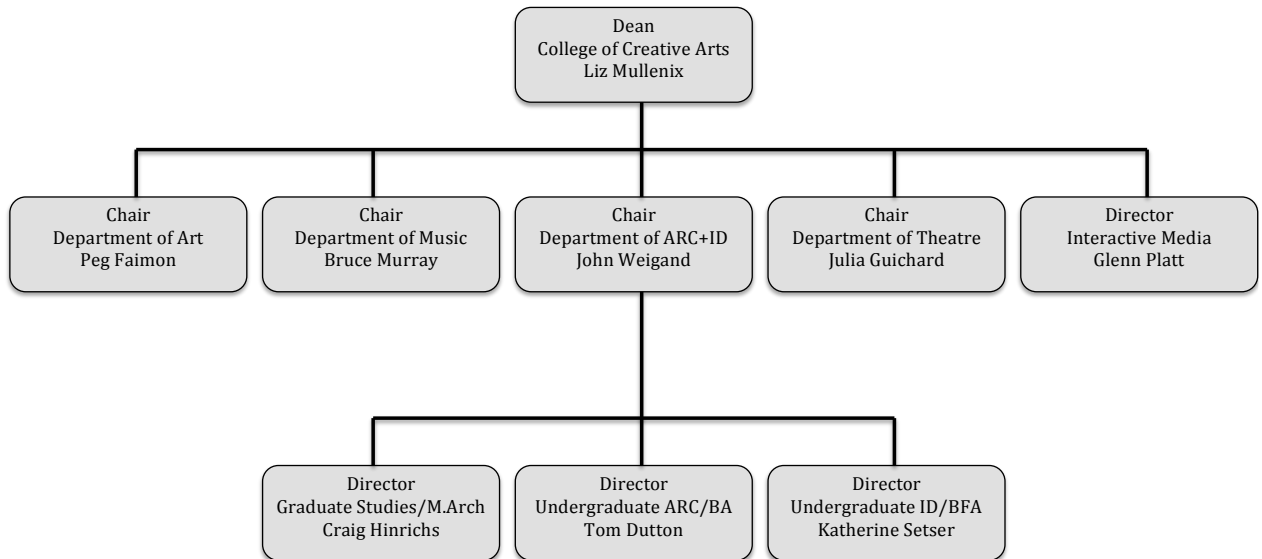 Dean
College of Creative Arts
Liz Mullenix
Chair
Department of Art
Peg Faimon
Chair
Department of Music
Bruce Murray
Chair
Department of ARC+ID
John Weigand
Chair
Department of Theatre
Julia Guichard
Director
Interactive Media
Glenn Platt
Director
Graduate Studies/M.Arch
Craig Hinrichs
Director
Undergraduate ARC/BA
Tom Dutton
Director
Undergraduate ID/BFA
Katherine Setser